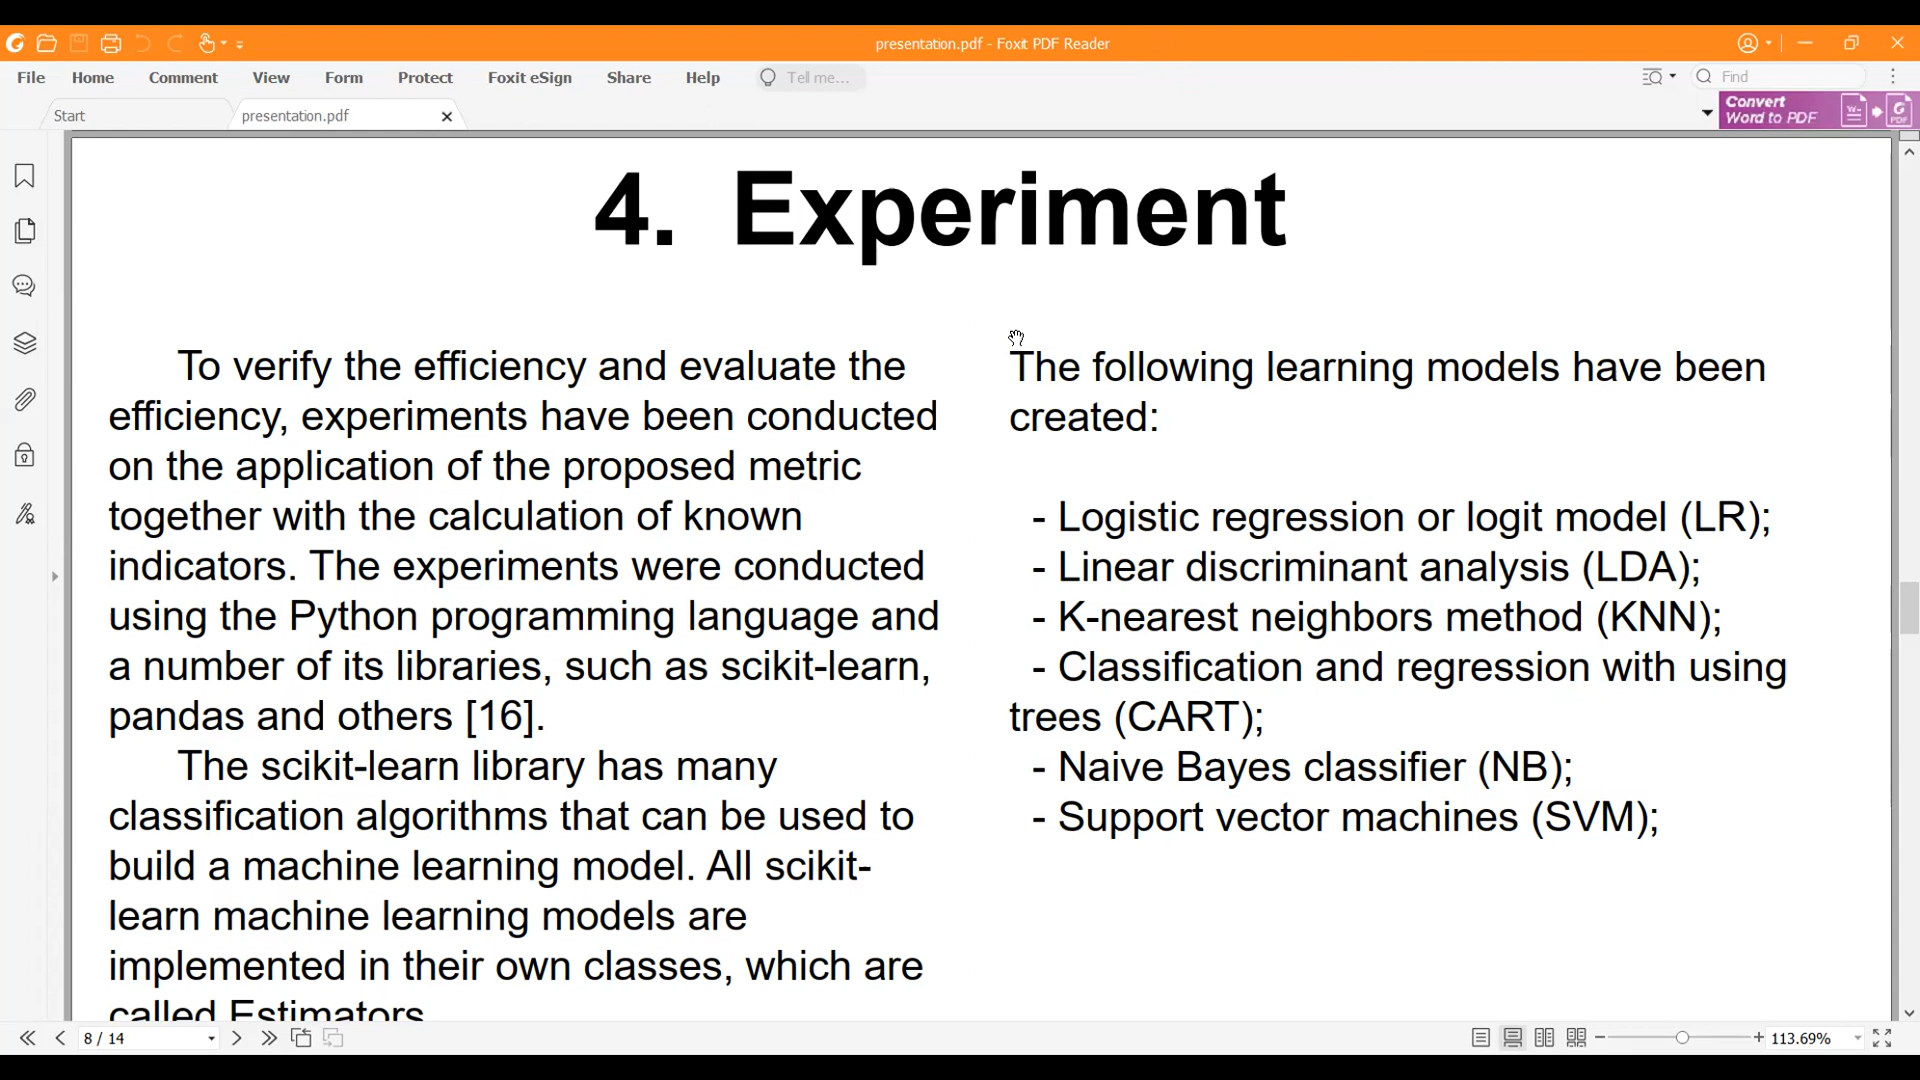 presentation.pdf - Foxit PDF Reader
File Home Comment View Form Protect Foxit eSign Share Help Tell me... Find
Start presentation.pdf Convert
Word to PDF
4. Experiment
To verify the efficiency and evaluate the
efficiency, experiments have been conducted
on the application of the proposed metric
together with the calculation of known
indicators. The experiments were conducted
using the Python programming language and
a number of its libraries, such as scikit-learn,
pandas and others [16].
The scikit-learn library has many
classification algorithms that can be used to
build a machine learning model. All scikit-
learn machine learning models are
implemented in their own classes, which are
called Estimators
The following learning models have been
created:
- Logistic regression or logit model (LR);
- Linear discriminant analysis (LDA);
- K-nearest neighbors method (KNN);
- Classification and regression with using
trees (CART);
- Naive Bayes classifier (NB);
- Support vector machines (SVM);
8 / 14 113.69%